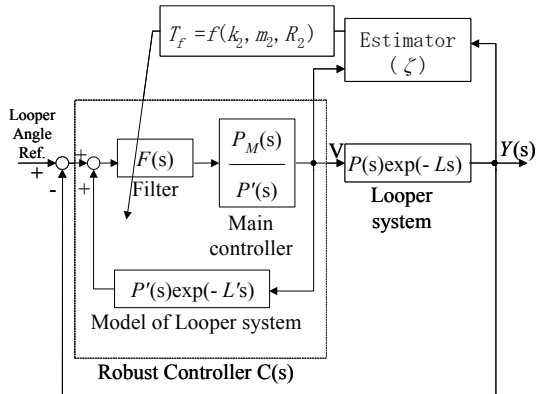 T_f = f(k_2, m_2, R_2)
Estimator
(ζ)
Looper
Angle
Ref.
+
-
+
+
F(s)
Filter
P_M(s)
P'(s)
Main
controller
V
P(s)exp(- Ls)
Looper
system
Y(s)
P'(s)exp(- L's)
Model of Looper system
Robust Controller C(s)